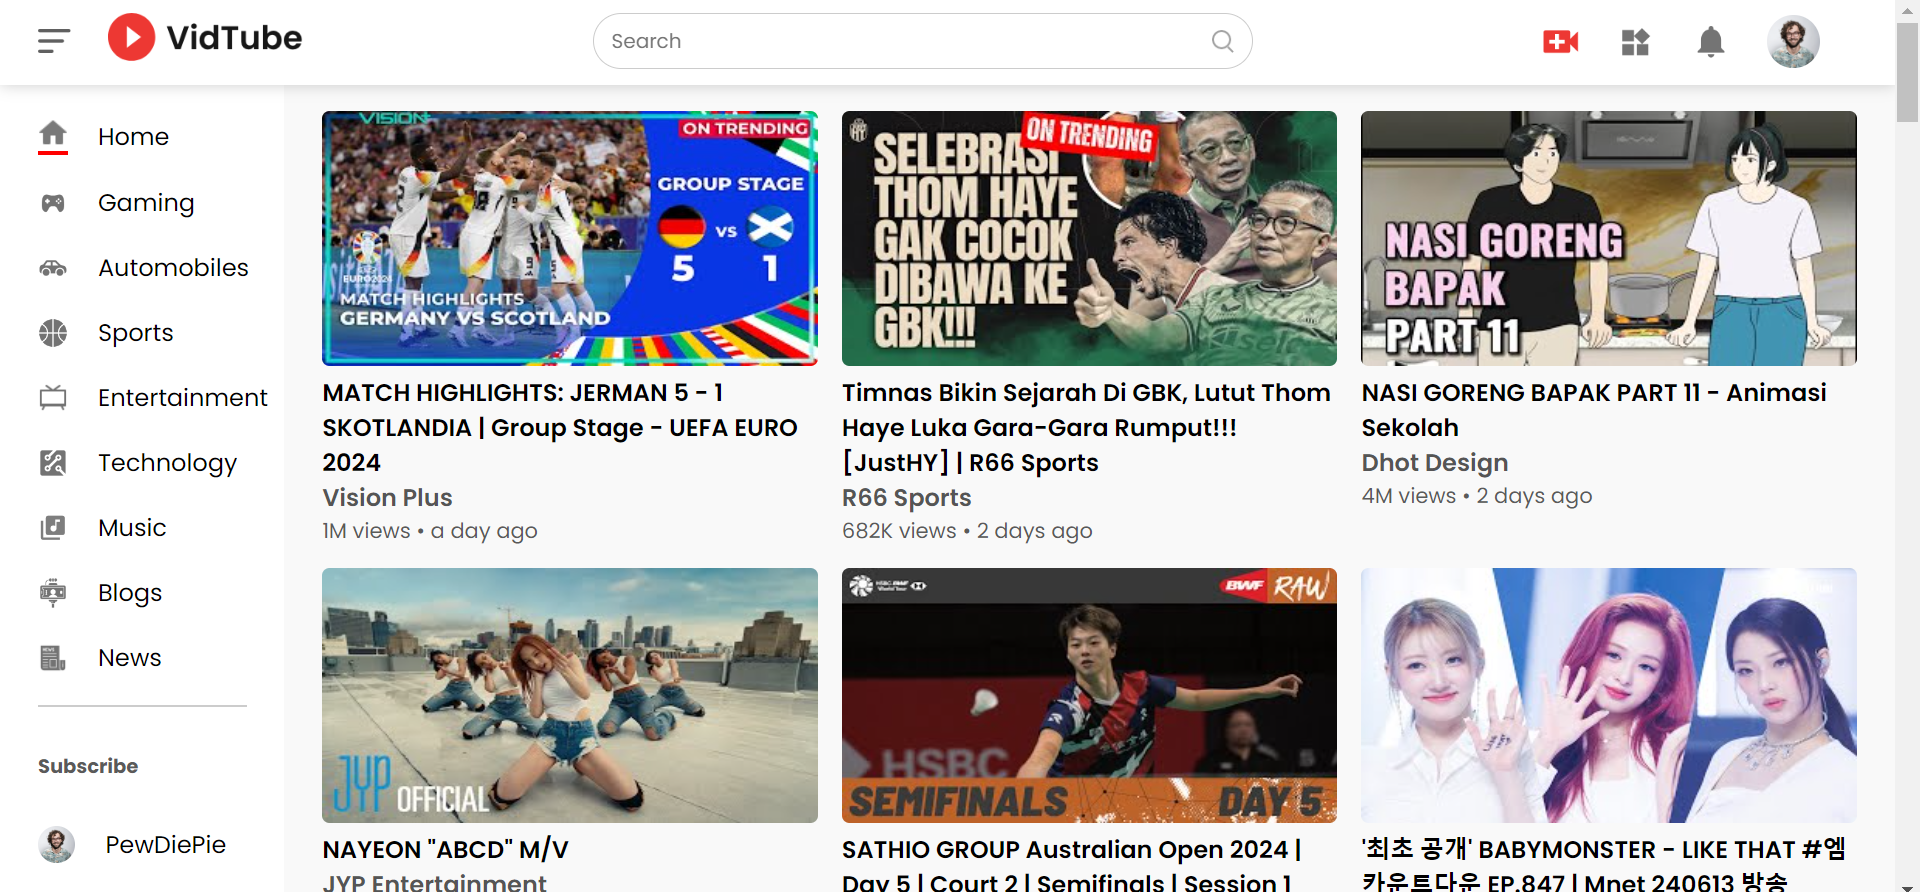 VidTube
Search
Home
Gaming
Automobiles
Sports
Entertainment
Technology
Music
Blogs
News
Subscribe
PewDiePie
VISION+
ON TRENDING
GROUP STAGE
VS
5 1
EURO2024
MATCH HIGHLIGHTS
GERMANY VS SCOTLAND
MATCH HIGHLIGHTS: JERMAN 5 - 1
SKOTLANDIA | Group Stage - UEFA EURO
2024
Vision Plus
1M views • a day ago
ON TRENDING
SELEBRASI
THOM HAYE
GAK COCOK
DIBAWA KE
GBK!!!
Timnas Bikin Sejarah Di GBK, Lutut Thom
Haye Luka Gara-Gara Rumput!!!
[JustHY] | R66 Sports
R66 Sports
682K views • 2 days ago
NASI GORENG
BAPAK
PART 11
NASI GORENG BAPAK PART 11 - Animasi
Sekolah
Dhot Design
4M views • 2 days ago
JYP OFFICIAL
NAYEON "ABCD" M/V
JYP Entertainment
HSBC BWF
World Tour
BWF RAW
HSBC
SEMIFINALS DAY 5
SATHIO GROUP Australian Open 2024 |
Day 5 | Court 2 | Semifinals | Session 1
'최초 공개' BABYMONSTER - LIKE THAT #엠
카운트다운 EP.847 | Mnet 240613 방송